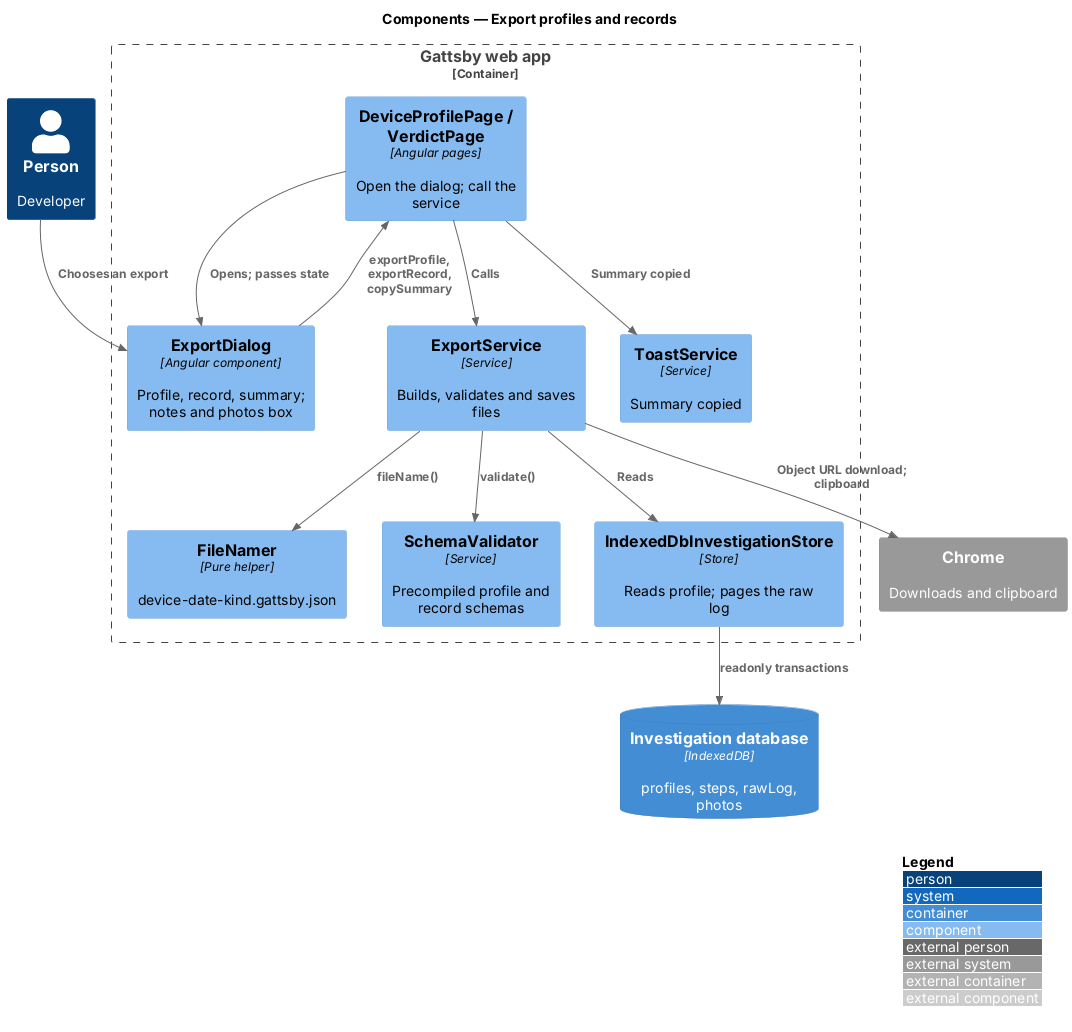 Components — Export profiles and records
Gattsby web app
[Container]
DeviceProfilePage /
VerdictPage
[Angular pages]
Open the dialog; call the
service
Person
Developer
Choosesian export
Opens; passes state
exportProfile,
exportRecord,
copySummary
Calls
Summary copied
ExportDialog
[Angular component]
Profile, record, summary;
notes and photos box
ExportService
[Service]
Builds, validates and saves
files
ToastService
[Service]
Summary copied
fileName()
validate()
Reads
Object URL download;
clipboard
FileNamer
[Pure helper]
device-date-kind.gattsby.json
SchemaValidator
[Service]
Precompiled profile and
record schemas
IndexedDbInvestigationStore
[Store]
Reads profile; pages the raw
log
Chrome
Downloads and clipboard
readonly transactions
Investigation database
[IndexedDB]
profiles, steps, rawLog,
photos
Legend
person
system
container
component
external person
external system
external container
external component